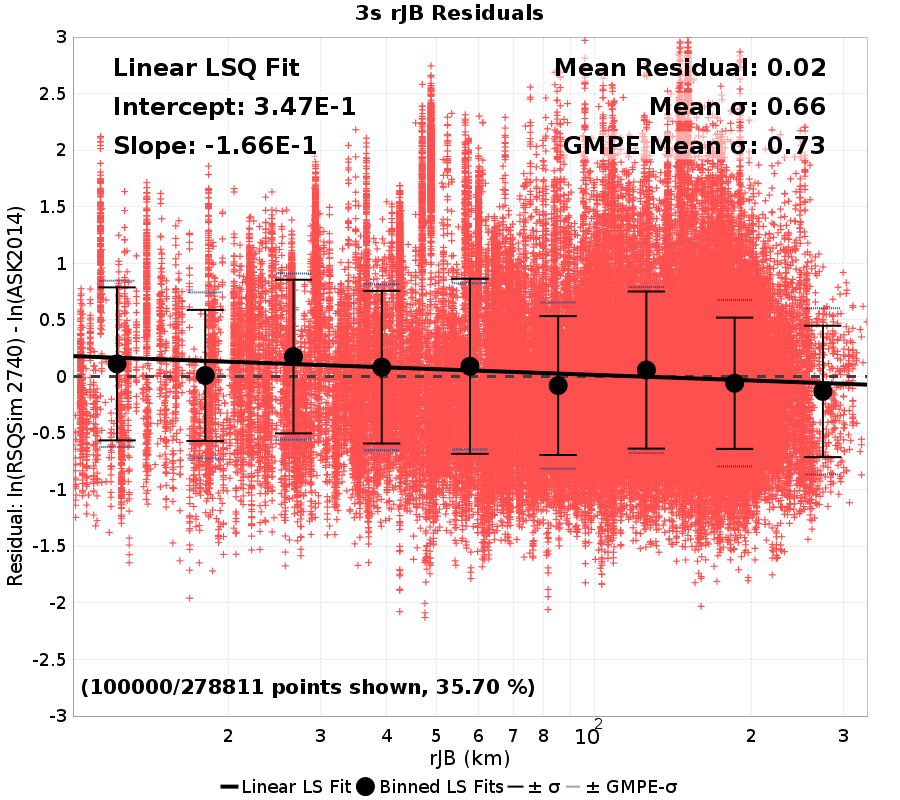 3s rJB Residuals
Linear LSQ Fit
Intercept: 3.47E-1
Slope: -1.66E-1
Mean Residual: 0.02
Mean σ: 0.66
GMPE Mean σ: 0.73
Residual: ln(RSQSim 2740) - ln(ASK2014)
3
2.5
2
1.5
1
0.5
0
-0.5
-1
-1.5
-2
-2.5
-3
(100000/278811 points shown, 35.70 %)
2 3 4 5 6 7 8 10² 2 3
rJB (km)
Linear LS Fit Binned LS Fits ± σ ± GMPE-σ